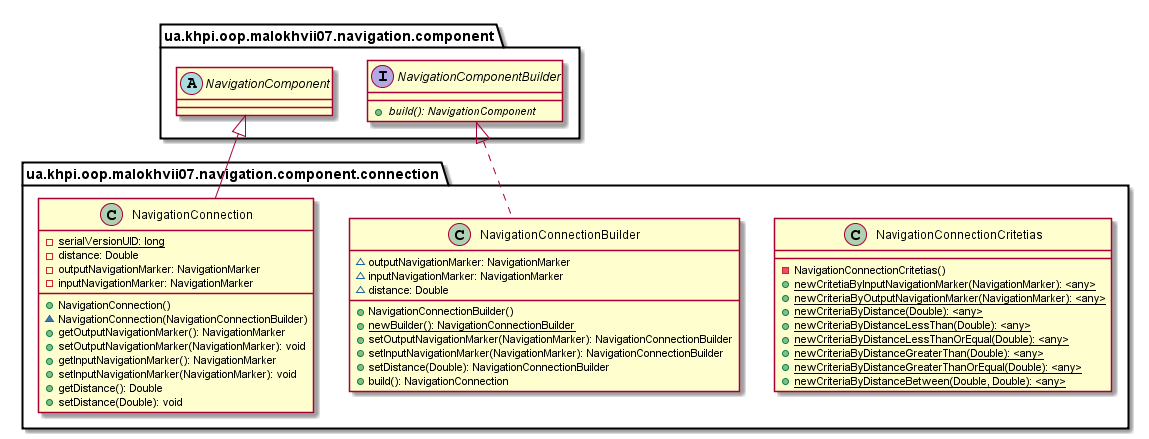 ua.khpi.oop.malokhvii07.navigation.component
A NavigationComponent
I NavigationComponentBuilder
build(): NavigationComponent
ua.khpi.oop.malokhvii07.navigation.component.connection
C NavigationConnection
serialVersionUID: long
distance: Double
outputNavigationMarker: NavigationMarker
inputNavigationMarker: NavigationMarker
NavigationConnection()
NavigationConnection(NavigationConnectionBuilder)
getOutputNavigationMarker(): NavigationMarker
setOutputNavigationMarker(NavigationMarker): void
getInputNavigationMarker(): NavigationMarker
setInputNavigationMarker(NavigationMarker): void
getDistance(): Double
setDistance(Double): void
C NavigationConnectionBuilder
outputNavigationMarker: NavigationMarker
inputNavigationMarker: NavigationMarker
distance: Double
NavigationConnectionBuilder()
newBuilder(): NavigationConnectionBuilder
setOutputNavigationMarker(NavigationMarker): NavigationConnectionBuilder
setInputNavigationMarker(NavigationMarker): NavigationConnectionBuilder
setDistance(Double): NavigationConnectionBuilder
build(): NavigationConnection
C NavigationConnectionCritetias
NavigationConnectionCritetias()
newCritetiaByInputNavigationMarker(NavigationMarker): <any>
newCriteriaByOutputNavigationMarker(NavigationMarker): <any>
newCriteriaByDistance(Double): <any>
newCriteriaByDistanceLessThan(Double): <any>
newCriteriaByDistanceLessThanOrEqual(Double): <any>
newCriteriaByDistanceGreaterThan(Double): <any>
newCriteriaByDistanceGreaterThanOrEqual(Double): <any>
newCriteriaByDistanceBetween(Double, Double): <any>